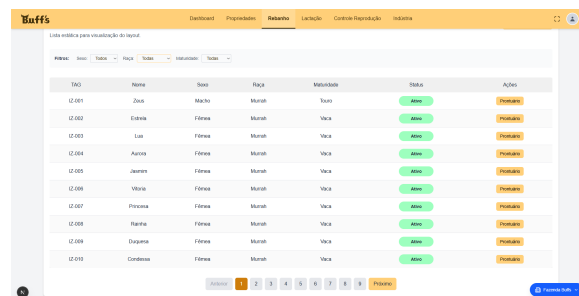 Buff's Dashboard Propriedades Rebanho Lactação Controle Reprodução Indústria
Lista estática para visualização do layout
Filtros: Sexo: Todos Raça: Todas Maturidade: Todas
TAG Nome Sexo Raça Maturidade Status Ações
IZ-001 Zeus Macho Murrah Touro Ativo Prontuário
IZ-002 Estrela Fêmea Murrah Vaca Ativo Prontuário
IZ-003 Lua Fêmea Murrah Vaca Ativo Prontuário
IZ-004 Aurora Fêmea Murrah Vaca Ativo Prontuário
IZ-005 Jasmim Fêmea Murrah Vaca Ativo Prontuário
IZ-006 Vitória Fêmea Murrah Vaca Ativo Prontuário
IZ-007 Princesa Fêmea Murrah Vaca Ativo Prontuário
IZ-008 Rainha Fêmea Murrah Vaca Ativo Prontuário
IZ-009 Duquesa Fêmea Murrah Vaca Ativo Prontuário
IZ-010 Condessa Fêmea Murrah Vaca Ativo Prontuário
Anterior 1 2 3 4 5 6 7 8 9 Próximo
N Fazenda Buffs